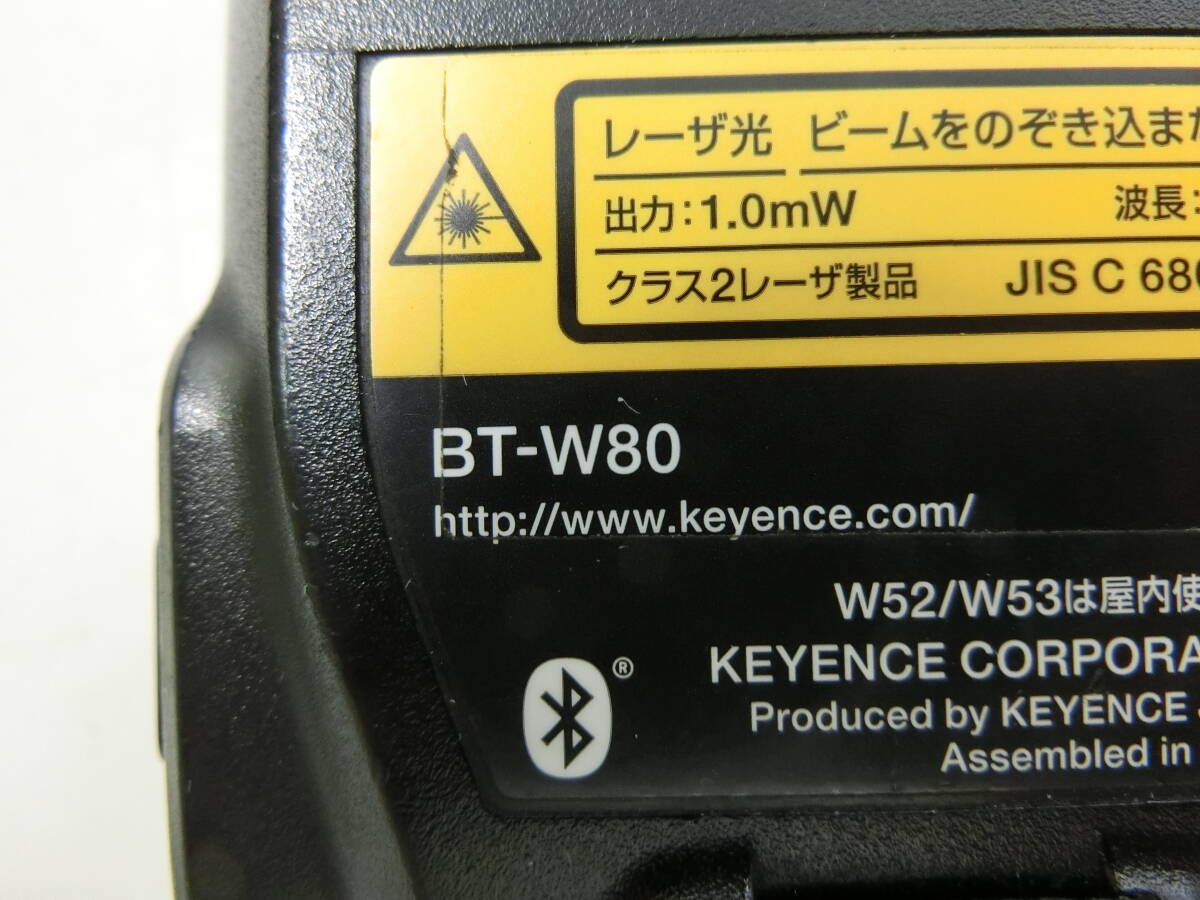 レーザ光 ビームをのぞき込ま
出力：1.0mW 波長：
クラス2レーザ製品 JIS C 68
BT-W80
http://www.keyence.com/
W52/W53は屋内使
®
KEYENCE CORPORA
Produced by KEYENCE
Assembled in